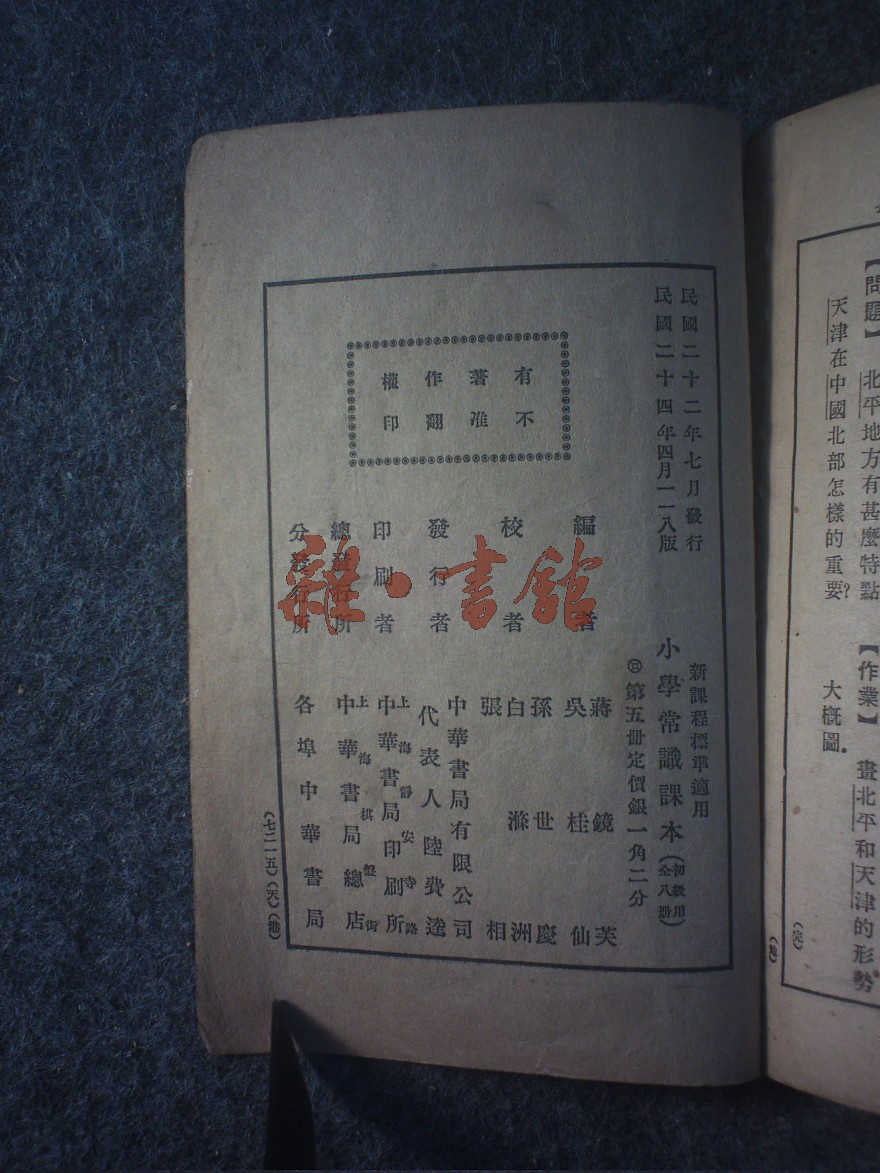 【問題】　北平地方有甚麼特點
天津在中國北部怎樣的重要？
【作業】　畫北平和天津的形勢
大概圖．
（完）
民國二十二年七月發行
民國二十四年四月一一八版
新課程標準適用
小學常識課本（初級用全八冊）
第五冊定價銀一角二分
有著作權
不准翻印
編者
蔣鏡芙
吳桂仙
校者
孫世慶
白滌洲
張相
發行者
中華書局有限公司
代表人陸費逵
印刷者
上海靜安寺路
中華書局印刷所
總發行所
上海棋盤街
中華書局總店
分發行所
各埠中華書局
（七二一五）（天）（港）
雜·書館